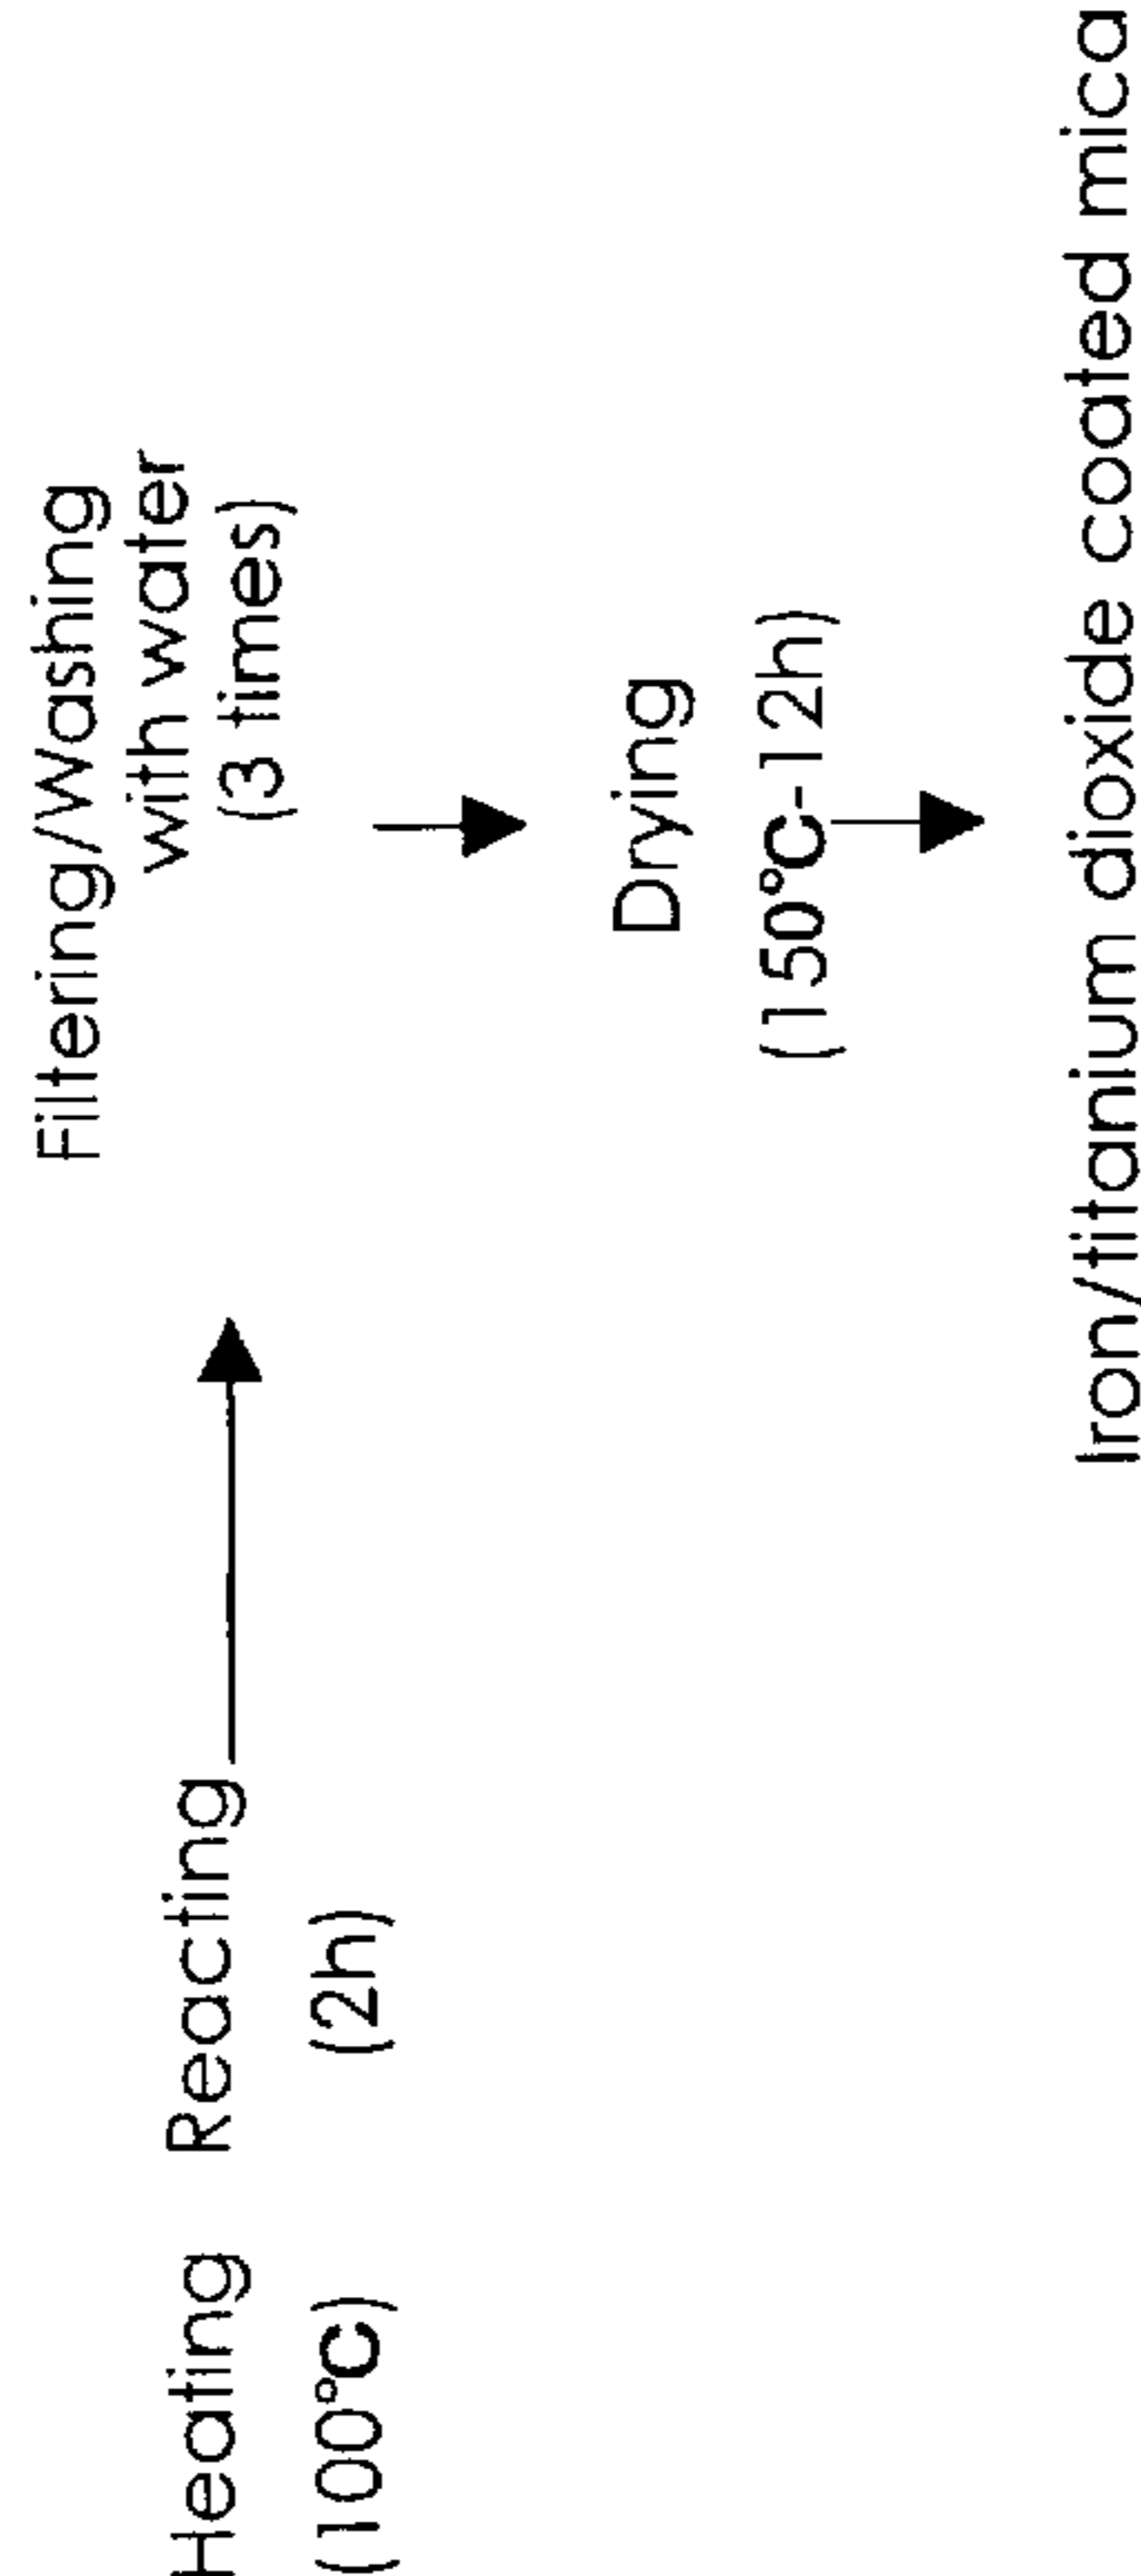 Heating Reacting
(100°C) (2h)
Filtering/Washing
with water
(3 times)
Drying
(150°C-12h)
Iron/titanium dioxide coated mica